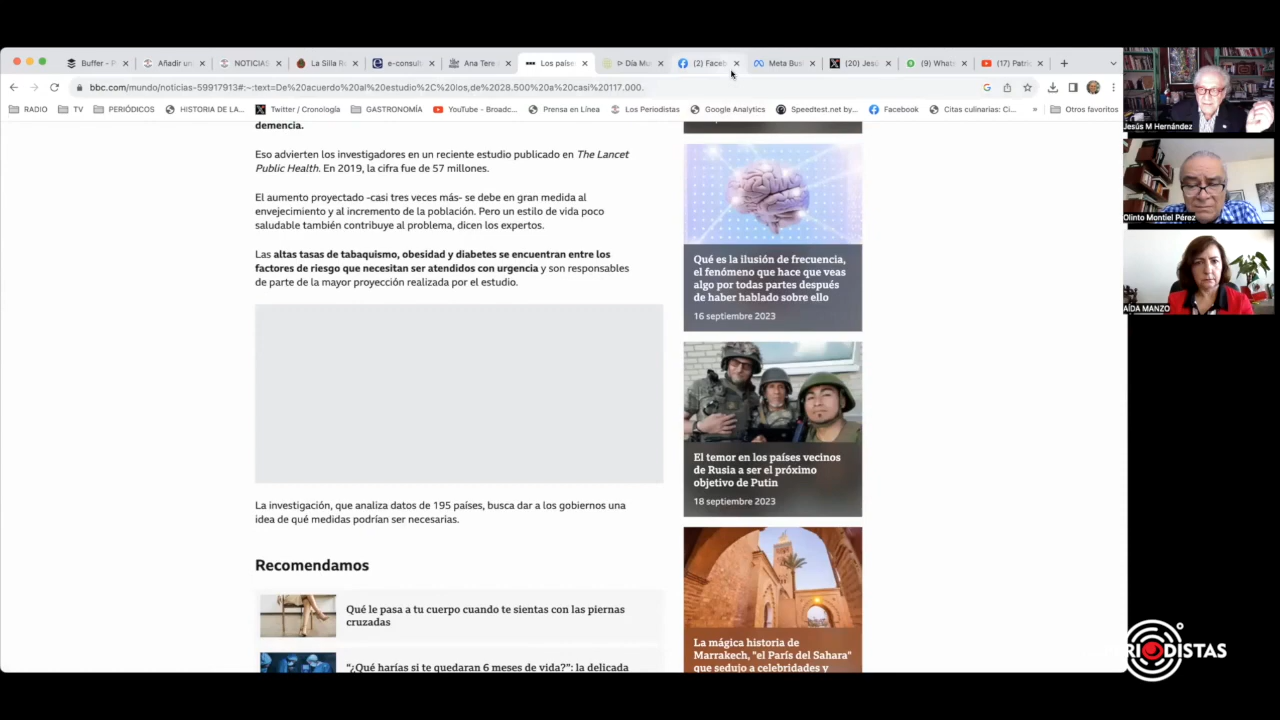 Buffer - P
Añadir un
NOTICIAS
La Silla R
e-consul
Ana Tere
Los paíse
Día Mu
(2) Faceb
Meta Bus
(20) Jesú
(9) Whats
(17) Patri
bbc.com/mundo/noticias-59917913#:~:text=De%20acuerdo%20al%20estudio%2C%20los,de%2028.500%20a%20casi%20117.000.
RADIO
TV
PERIÓDICOS
HISTORIA DE LA...
Twitter / Cronología
GASTRONOMÍA
YouTube - Broadc...
Prensa en Línea
Los Periodistas
Google Analytics
Speedtest.net by...
Facebook
Citas culinarias: Ci...
»
Otros favoritos
demencia.
Eso advierten los investigadores en un reciente estudio publicado en The Lancet
Public Health. En 2019, la cifra fue de 57 millones.
El aumento proyectado -casi tres veces más- se debe en gran medida al
envejecimiento y al incremento de la población. Pero un estilo de vida poco
saludable también contribuye al problema, dicen los expertos.
Las altas tasas de tabaquismo, obesidad y diabetes se encuentran entre los
factores de riesgo que necesitan ser atendidos con urgencia y son responsables
de parte de la mayor proyección realizada por el estudio.
La investigación, que analiza datos de 195 países, busca dar a los gobiernos una
idea de qué medidas podrían ser necesarias.
Recomendamos
Qué le pasa a tu cuerpo cuando te sientas con las piernas
cruzadas
"¿Qué harías si te quedaran 6 meses de vida?": la delicada
Qué es la ilusión de frecuencia,
el fenómeno que hace que veas
algo por todas partes después
de haber hablado sobre ello
16 septiembre 2023
El temor en los países vecinos
de Rusia a ser el próximo
objetivo de Putin
18 septiembre 2023
La mágica historia de
Marrakech, "el París del Sahara"
que sedujo a celebridades y
Jesús M Hernández
Olinto Montiel Pérez
AÍDA MANZO
PERIODISTAS